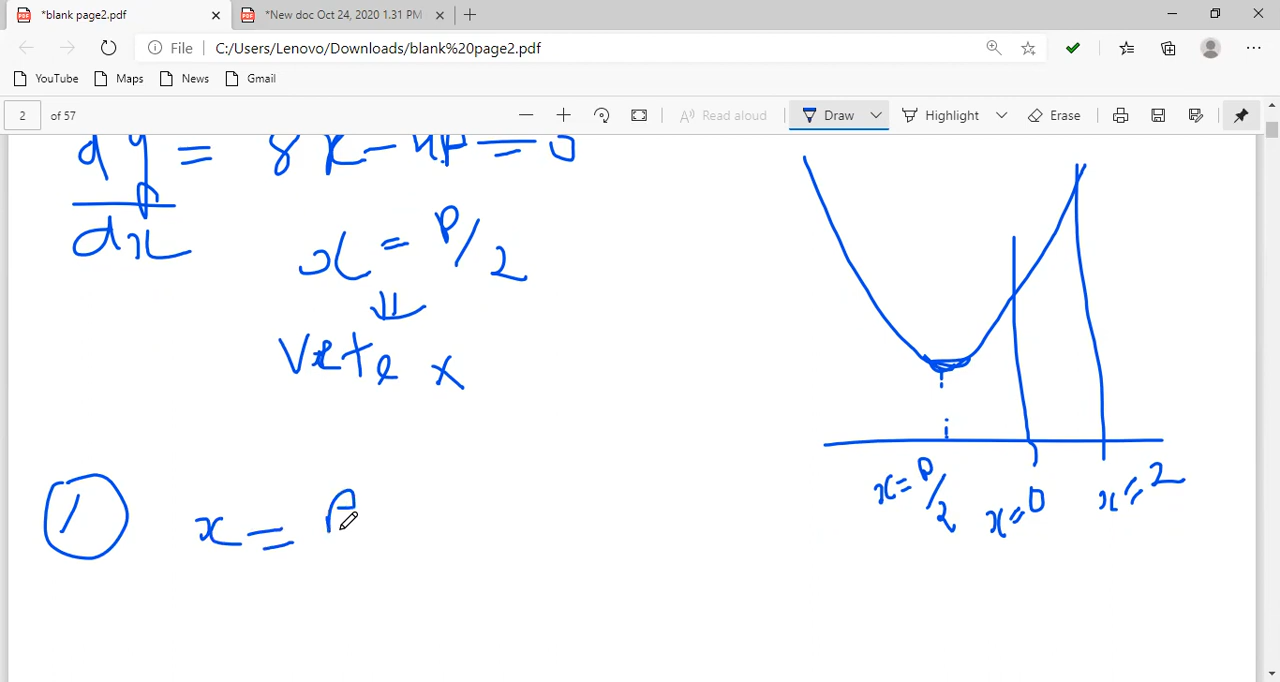 *blank page2.pdf
*New doc Oct 24, 2020 1.31 PM
File
C:/Users/Lenovo/Downloads/blank%20page2.pdf
YouTube Maps News Gmail
2 of 57
Read aloud Draw Highlight Erase
dy/dx = 8x - 4p = 0
x = P/2
x
1 x = P
x = P/2
x = 0
x = 2